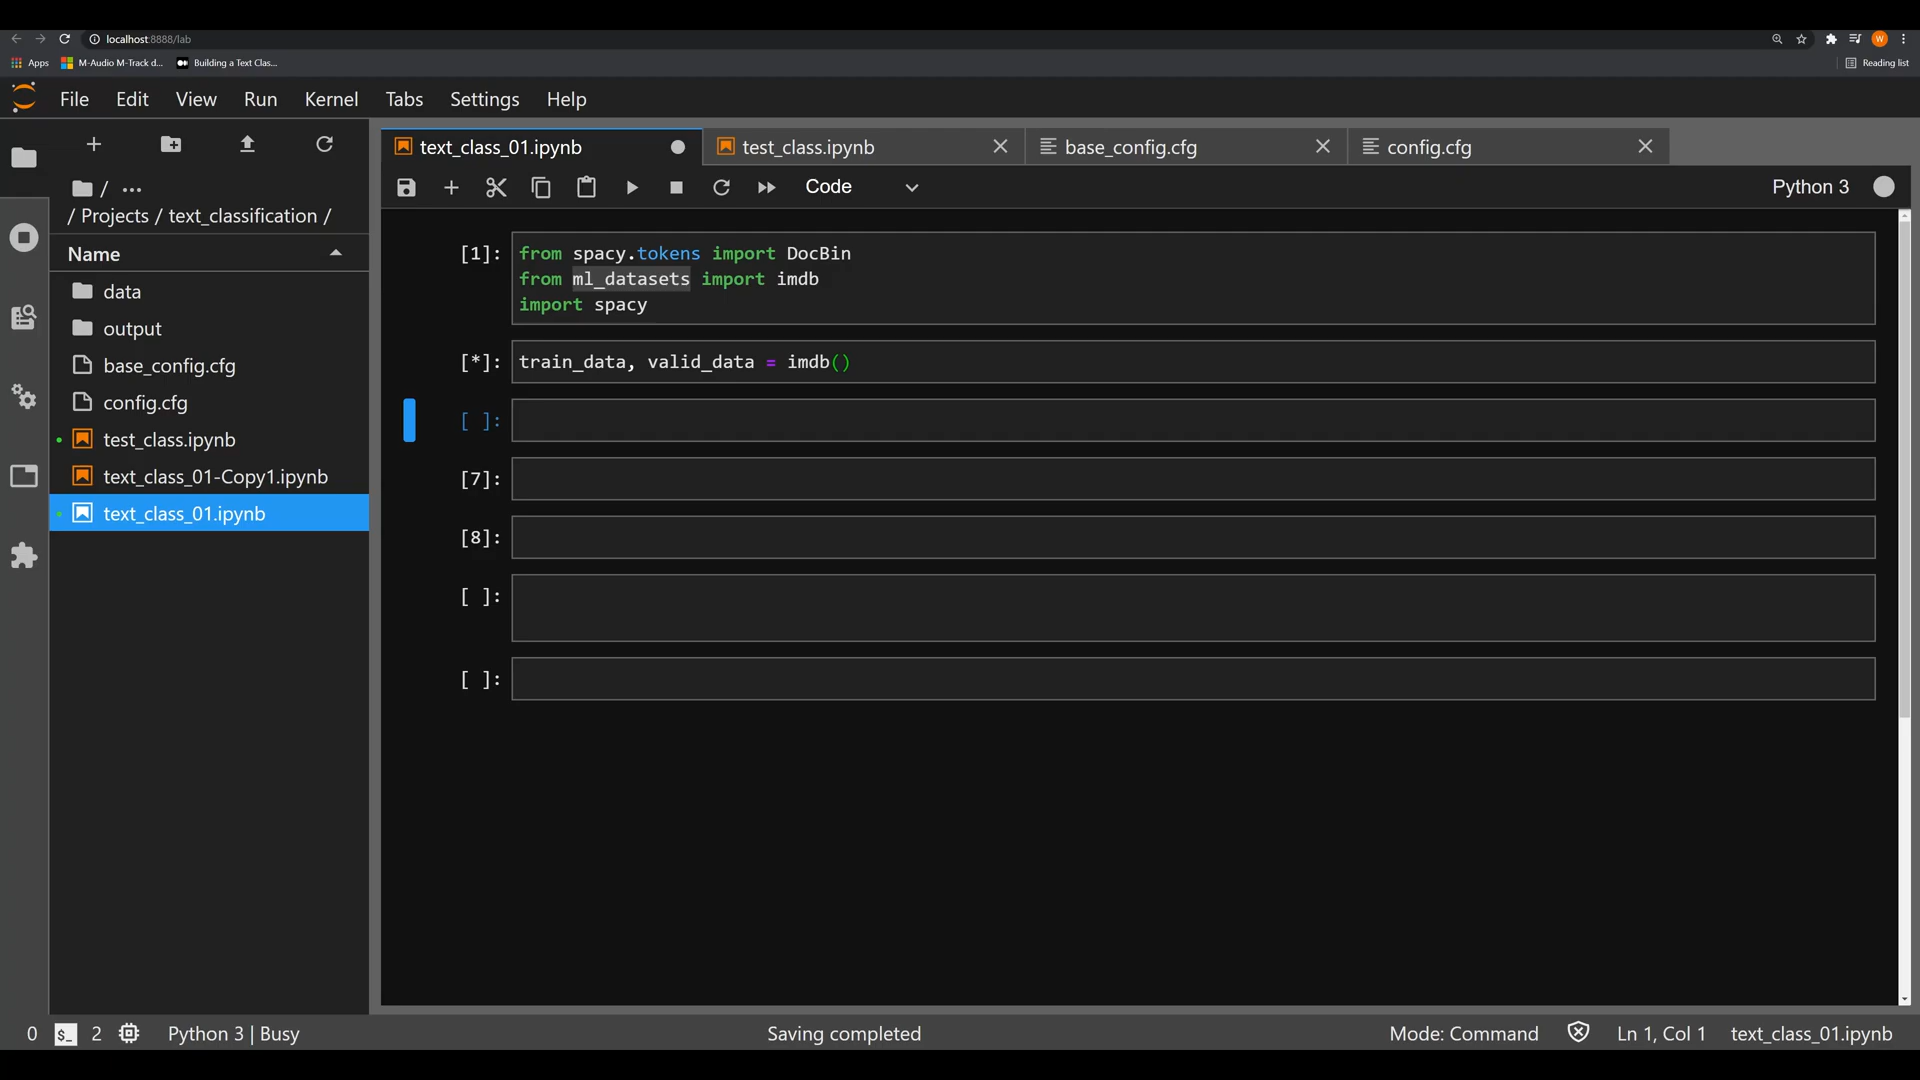 localhost:8888/lab
Apps M-Audio M-Track d... Building a Text Clas... Reading list
W
File Edit View Run Kernel Tabs Settings Help
text_class_01.ipynb test_class.ipynb base_config.cfg config.cfg
Code Python 3
/ ...
/ Projects / text_classification /
Name
data
output
base_config.cfg
config.cfg
test_class.ipynb
text_class_01-Copy1.ipynb
text_class_01.ipynb
[1]: from spacy.tokens import DocBin
from ml_datasets import imdb
import spacy
[*]: train_data, valid_data = imdb()
[ ]:
[7]:
[8]:
[ ]:
[ ]:
0 $_ 2 Python 3 | Busy Saving completed Mode: Command Ln 1, Col 1 text_class_01.ipynb